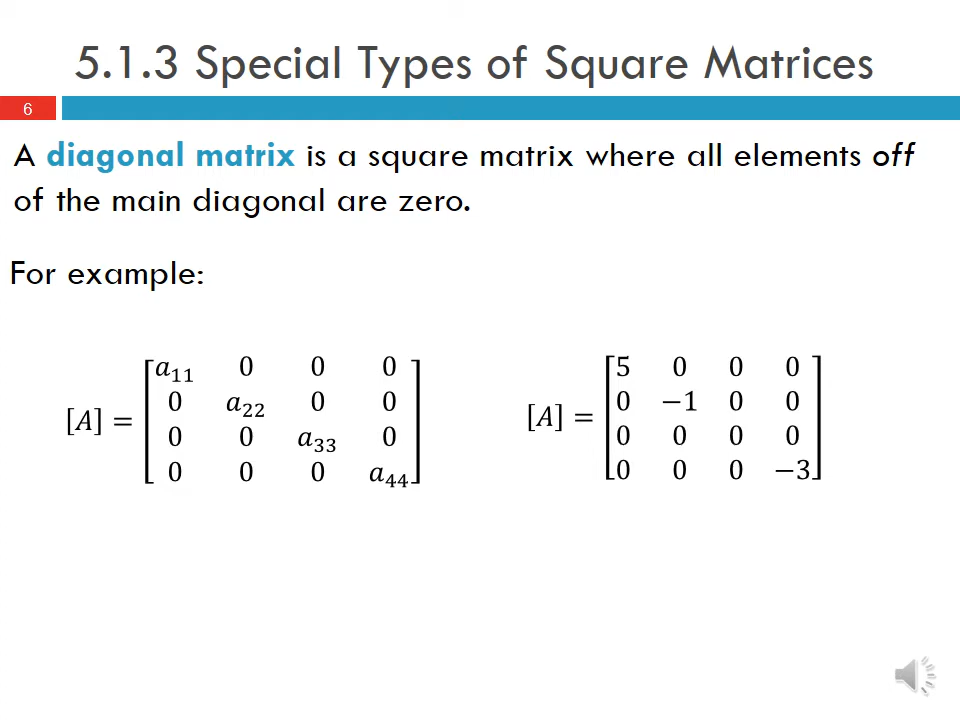 5.1.3 Special Types of Square Matrices
6
A diagonal matrix is a square matrix where all elements off
of the main diagonal are zero.
For example:
[A] = [a₁₁ 0 0 0
0 a₂₂ 0 0
0 0 a₃₃ 0
0 0 0 a₄₄]
[A] = [5 0 0 0
0 −1 0 0
0 0 0 0
0 0 0 −3]